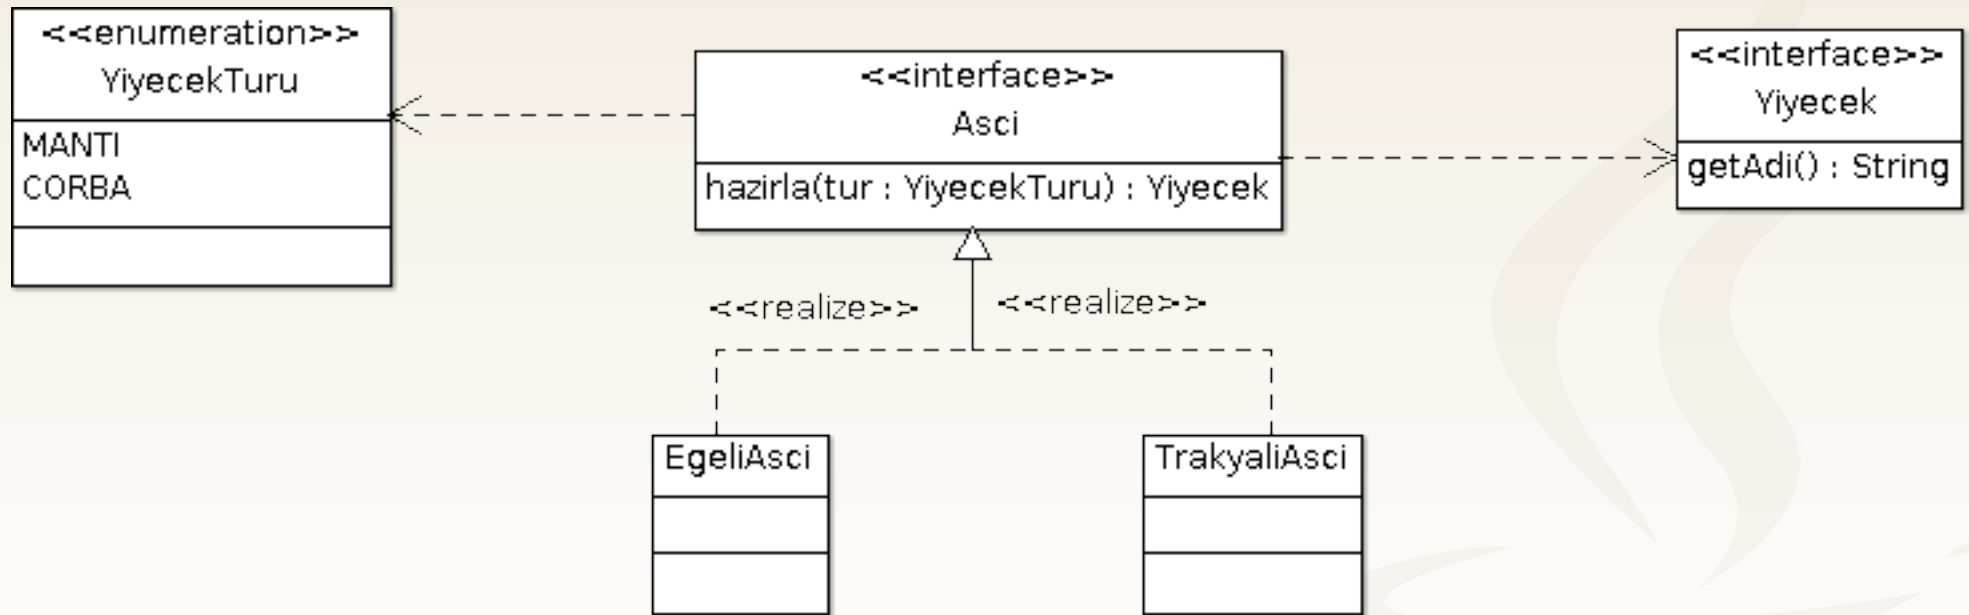 <<enumeration>>
YiyecekTuru
MANTI
CORBA
<<interface>>
Asci
hazirla(tur : YiyecekTuru) : Yiyecek
<<interface>>
Yiyecek
getAdi() : String
<<realize>>
<<realize>>
EgeliAsci
TrakyaliAsci